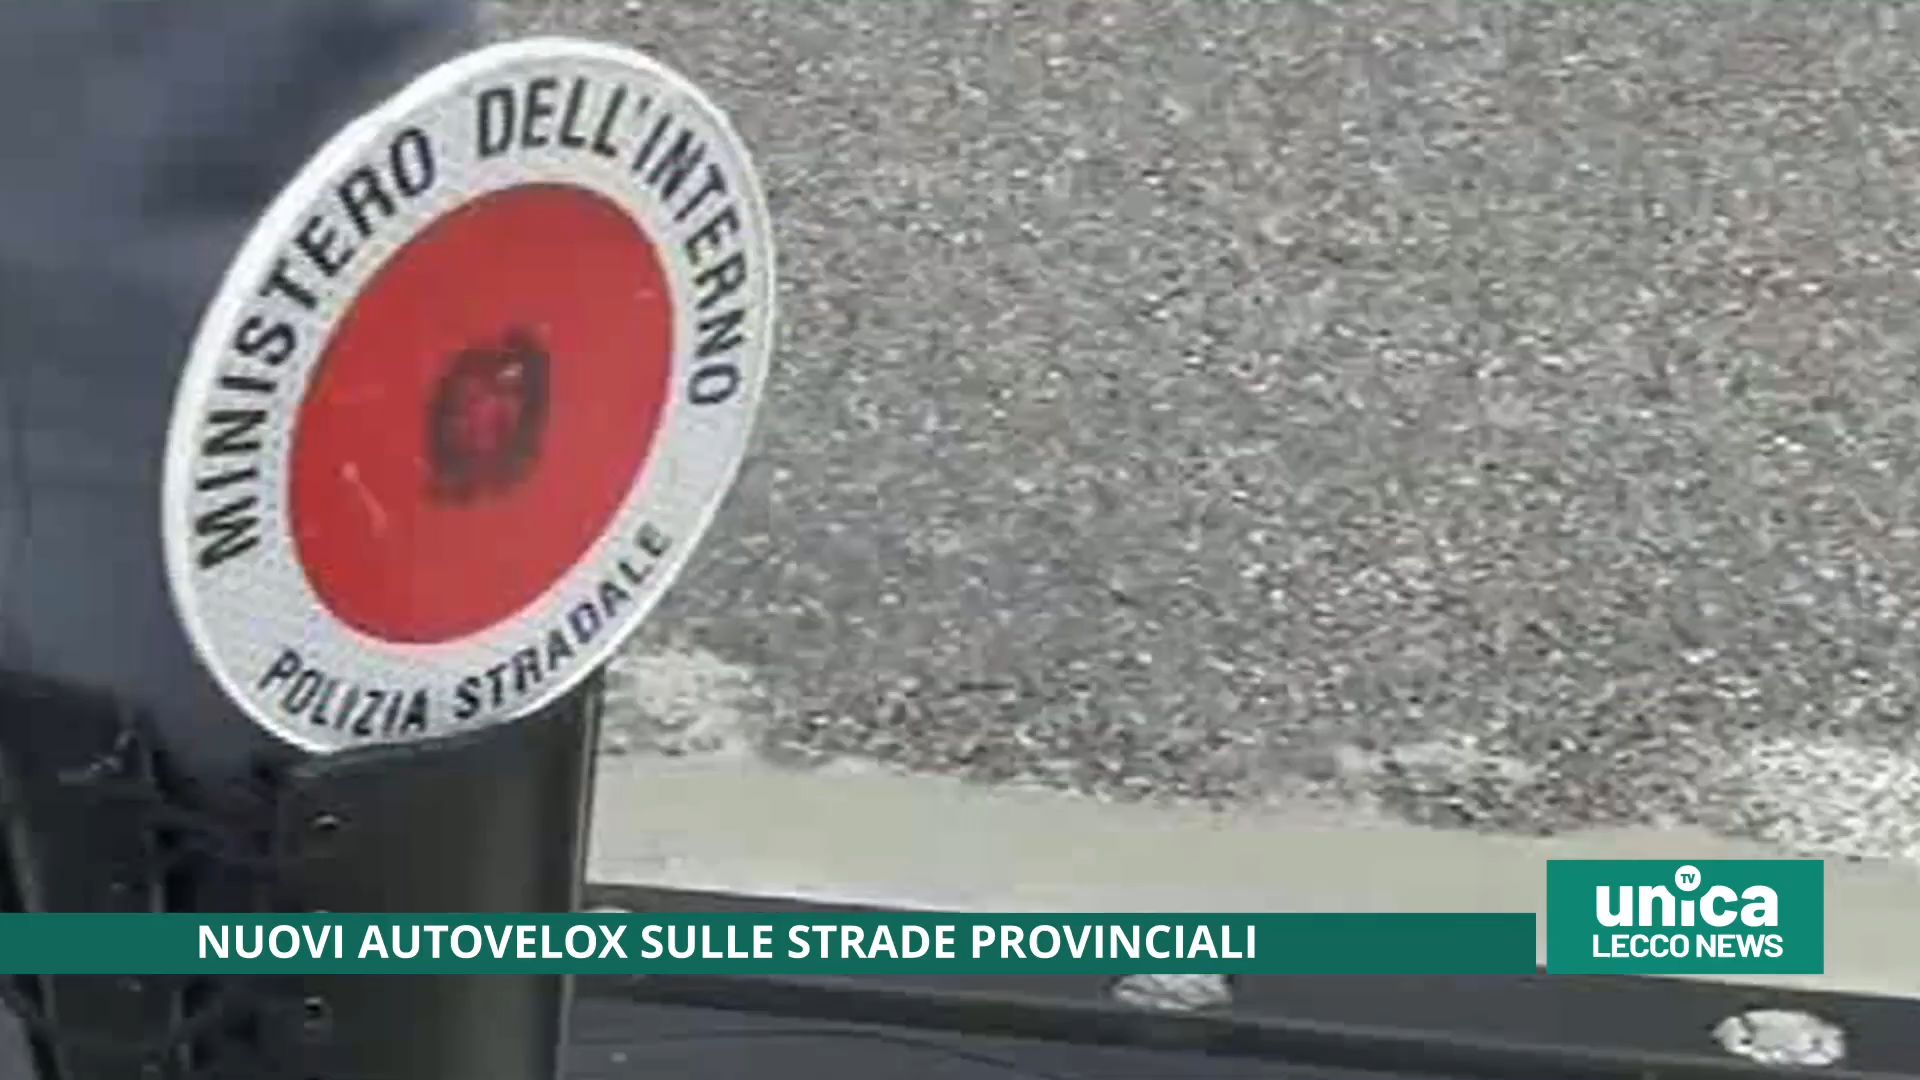 MINISTERO DELL'INTERNO
POLIZIA STRADALE
NUOVI AUTOVELOX SULLE STRADE PROVINCIALI
unica TV
LECCO NEWS